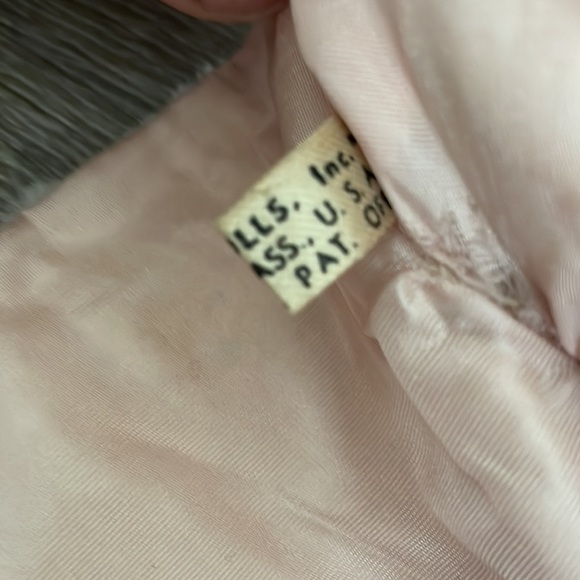 ILLS, Inc.
ASS., U. S. A
PAT. OF